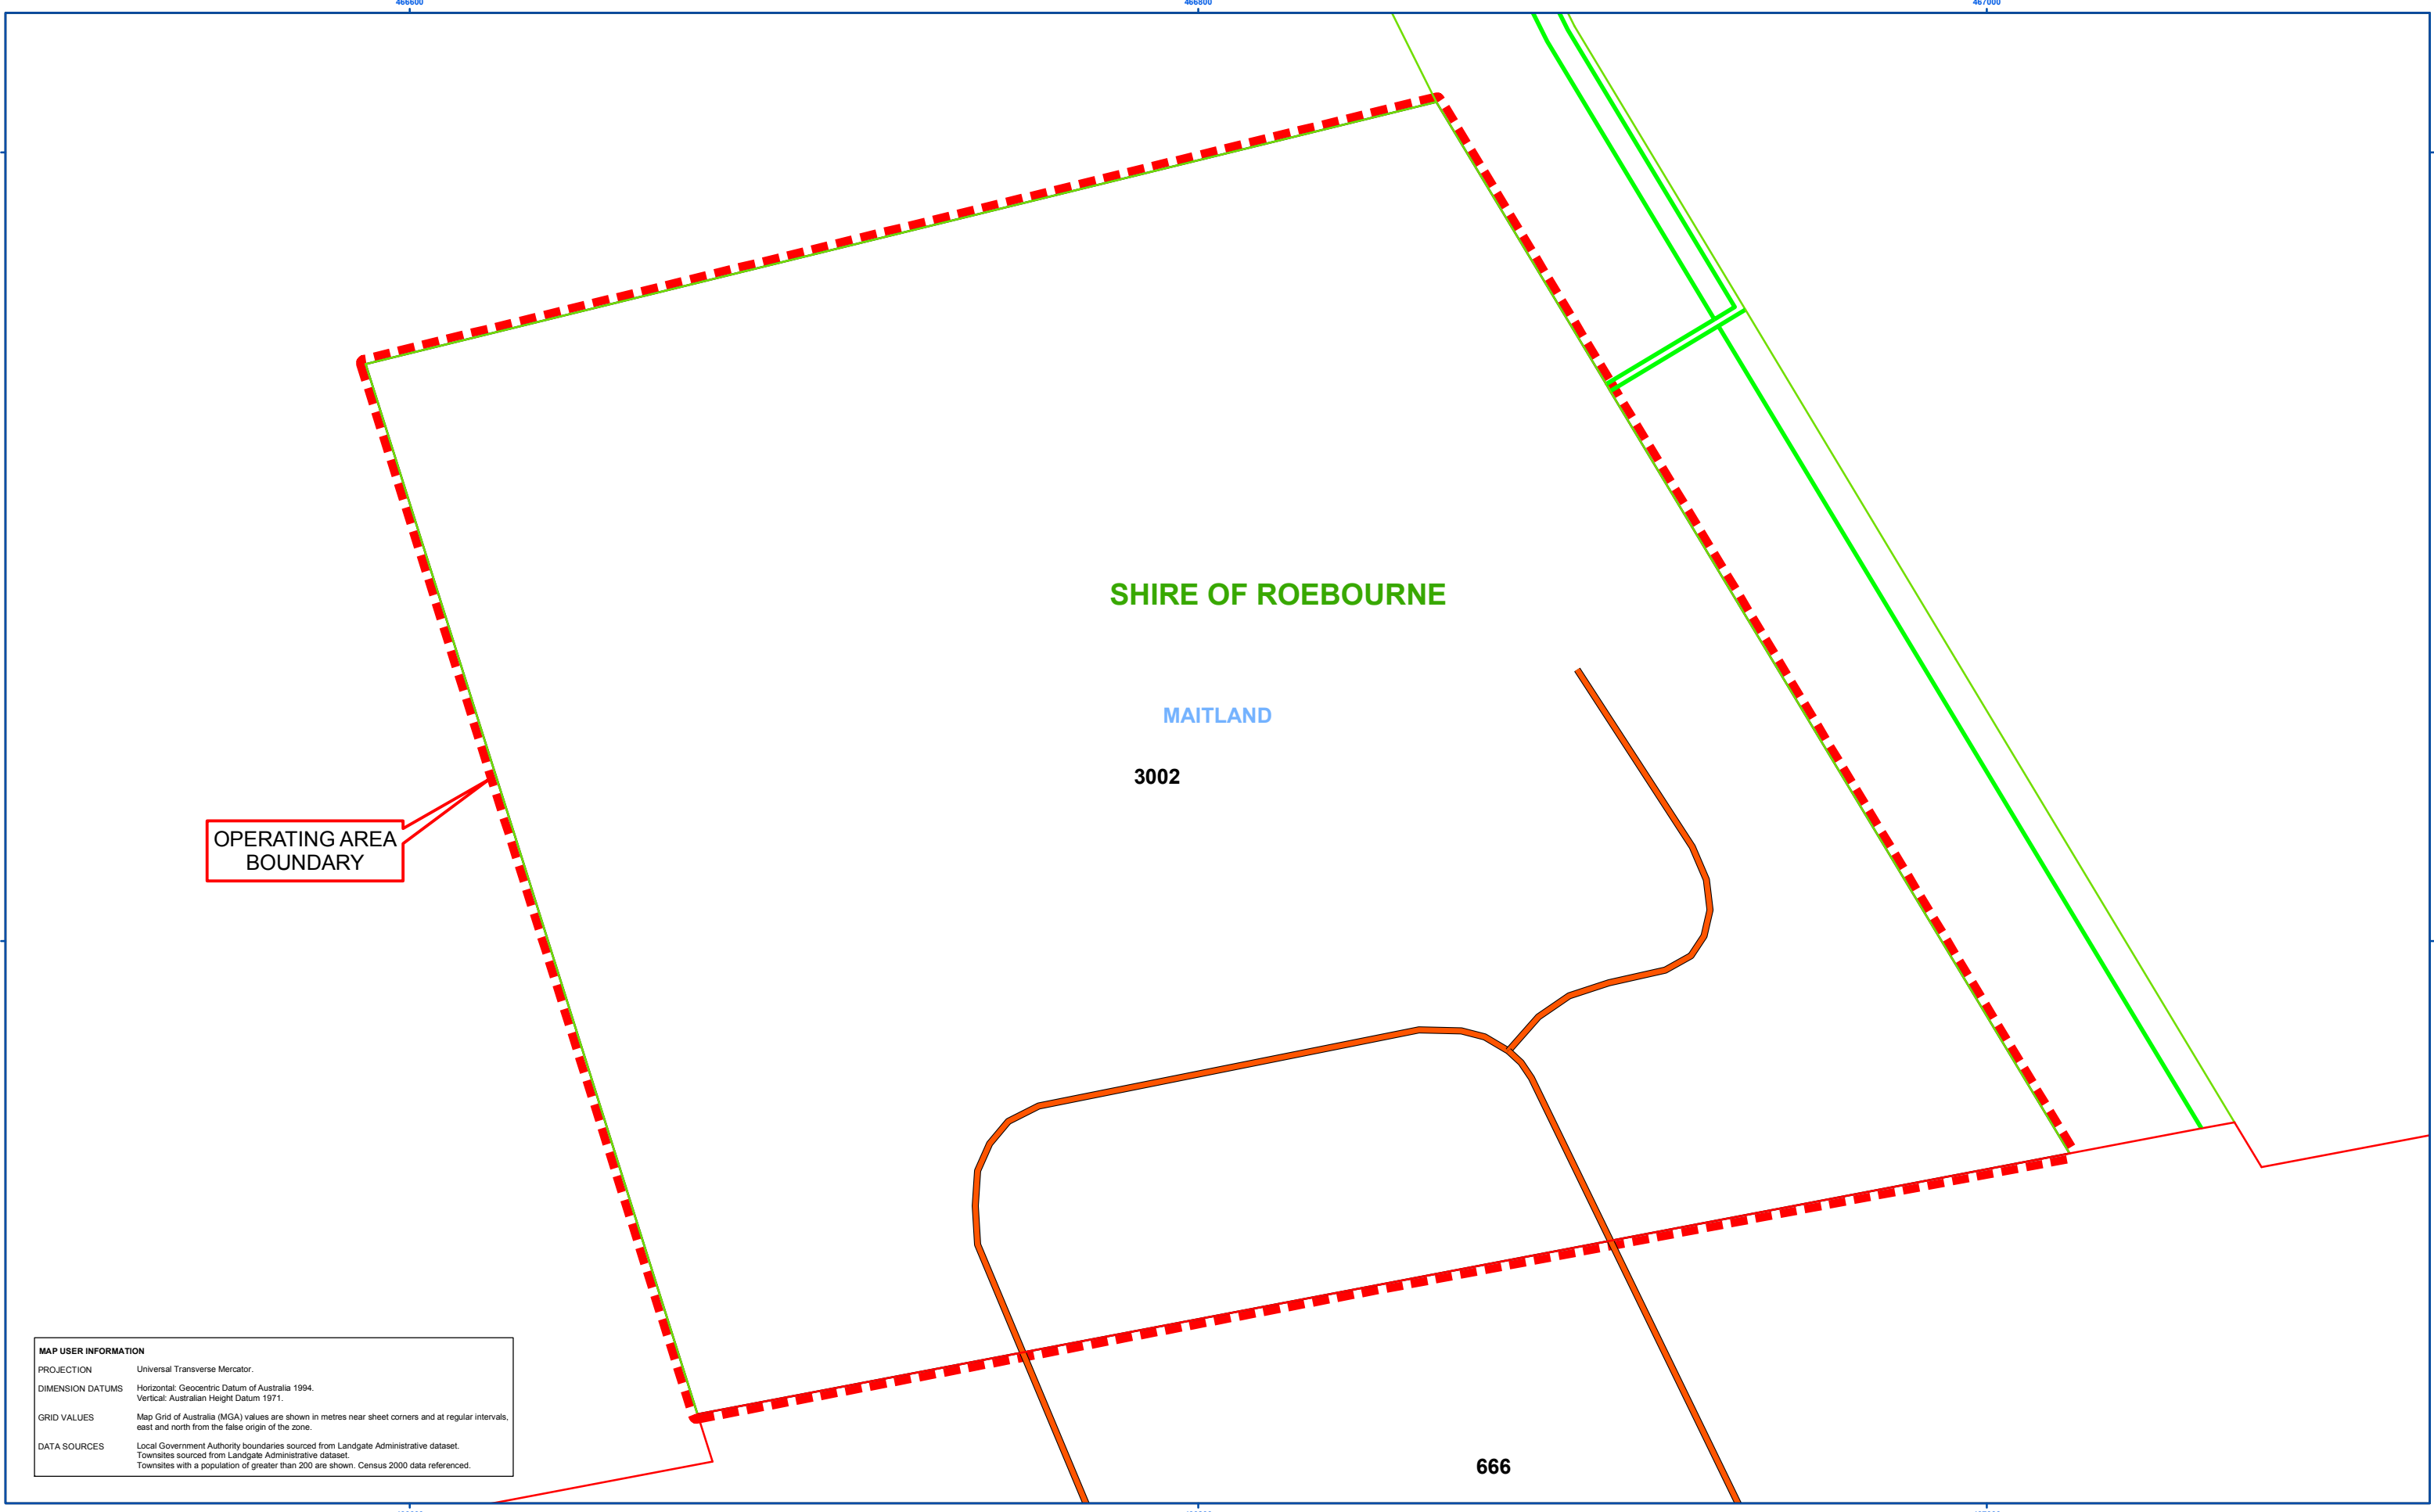 466600 466800 467000
SHIRE OF ROEBOURNE
MAITLAND
3002
OPERATING AREA
BOUNDARY
MAP USER INFORMATION
PROJECTION Universal Transverse Mercator.
DIMENSION DATUMS Horizontal: Geocentric Datum of Australia 1994.
Vertical: Australian Height Datum 1971.
GRID VALUES Map Grid of Australia (MGA) values are shown in metres near sheet corners and at regular intervals,
east and north from the false origin of the zone.
DATA SOURCES Local Government Authority boundaries sourced from Landgate Administrative dataset.
Townsites sourced from Landgate Administrative dataset.
Townsites with a population of greater than 200 are shown. Census 2000 data referenced.
666